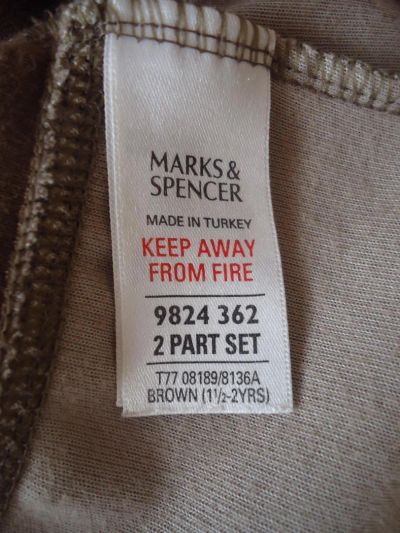 MARKS &
SPENCER
MADE IN TURKEY
KEEP AWAY
FROM FIRE
9824 362
2 PART SET
T77 08189/8136A
BROWN (1½-2YRS)